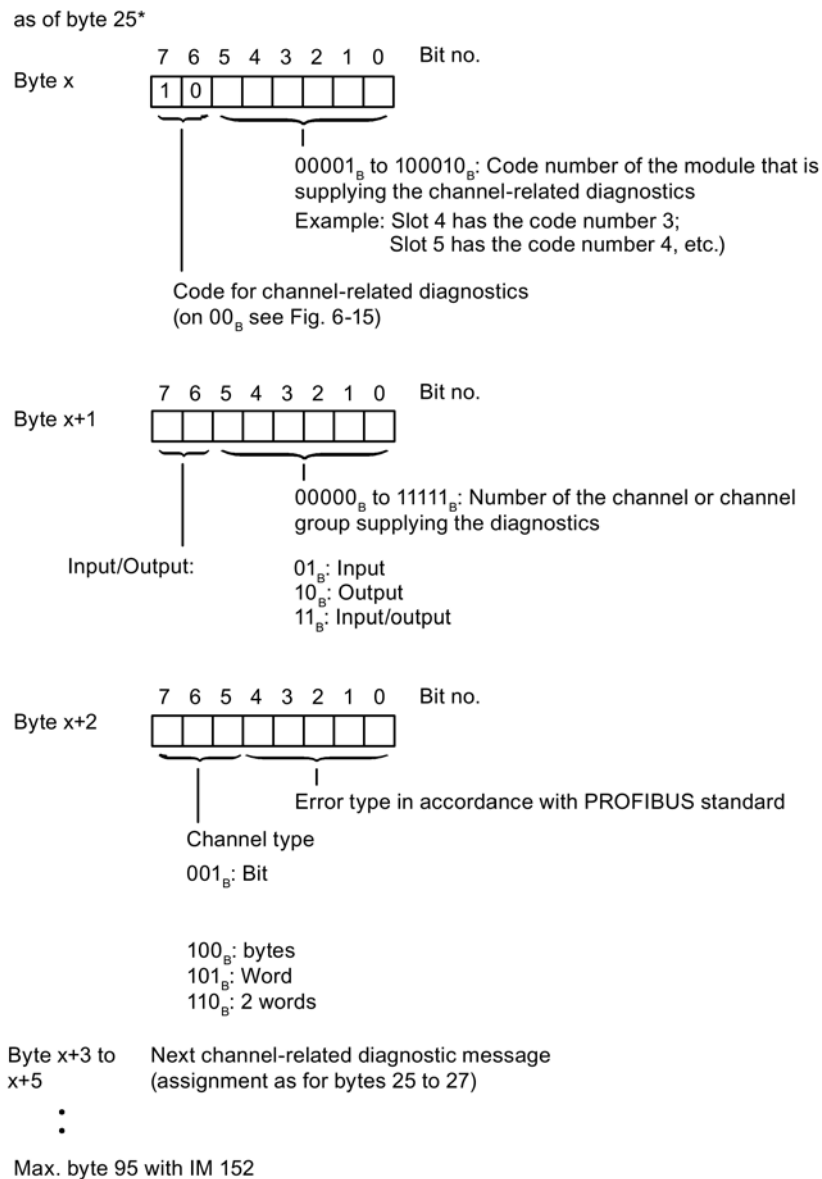 as of byte 25*
7 6 5 4 3 2 1 0 Bit no.
Byte x
1 0
00001B to 100010B: Code number of the module that is
supplying the channel-related diagnostics
Example: Slot 4 has the code number 3;
Slot 5 has the code number 4, etc.)
Code for channel-related diagnostics
(on 00B see Fig. 6-15)
7 6 5 4 3 2 1 0 Bit no.
Byte x+1
00000B to 11111B: Number of the channel or channel
group supplying the diagnostics
Input/Output: 01B: Input
10B: Output
11B: Input/output
7 6 5 4 3 2 1 0 Bit no.
Byte x+2
Error type in accordance with PROFIBUS standard
Channel type
001B: Bit
100B: bytes
101B: Word
110B: 2 words
Byte x+3 to Next channel-related diagnostic message
x+5 (assignment as for bytes 25 to 27)
Max. byte 95 with IM 152